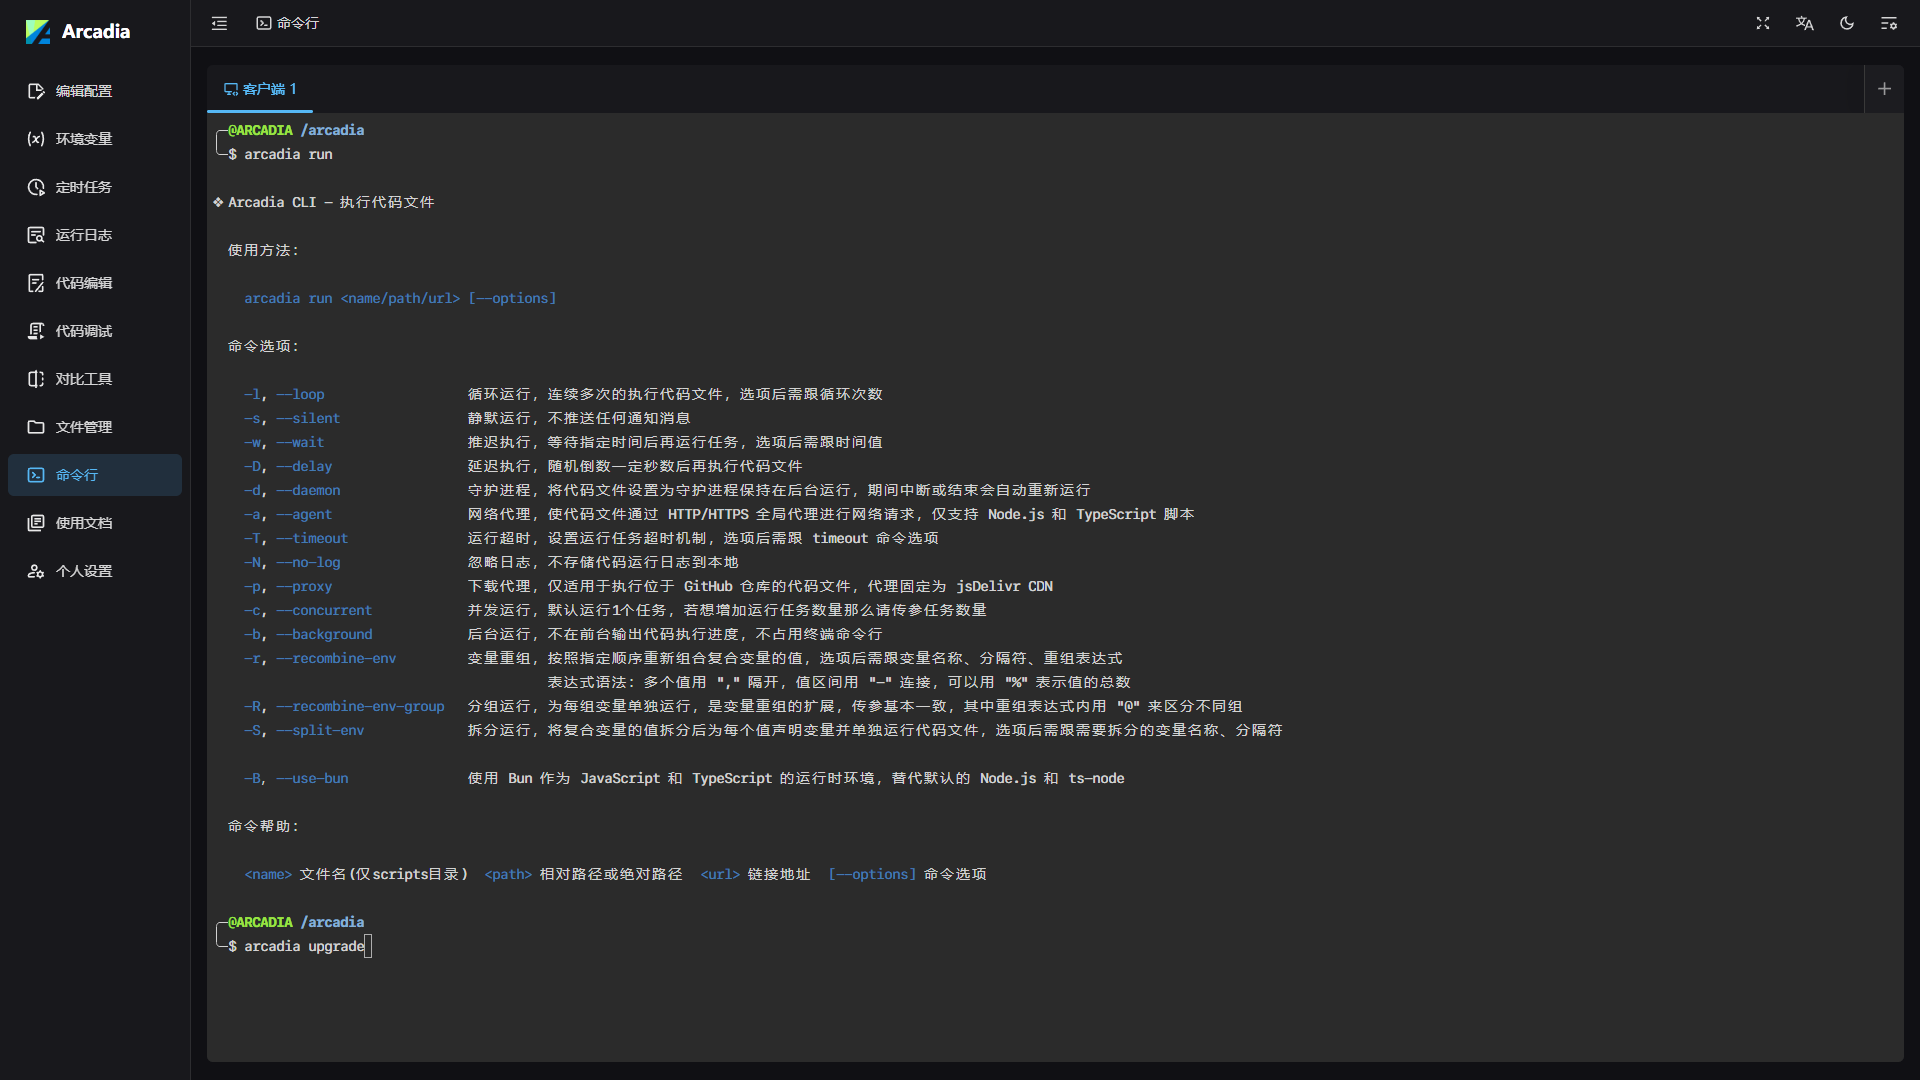 Arcadia
编辑配置
环境变量
定时任务
运行日志
代码编辑
代码调试
对比工具
文件管理
命令行
使用文档
个人设置
命令行
客户端 1
@ARCADIA /arcadia
$ arcadia run
❖ Arcadia CLI - 执行代码文件
使用方法：
arcadia run <name/path/url> [--options]
命令选项：
-l, --loop 循环运行，连续多次的执行代码文件，选项后需跟循环次数
-s, --silent 静默运行，不推送任何通知消息
-w, --wait 推迟执行，等待指定时间后再运行任务，选项后需跟时间值
-D, --delay 延迟执行，随机倒数一定秒数后再执行代码文件
-d, --daemon 守护进程，将代码文件设置为守护进程保持在后台运行，期间中断或结束会自动重新运行
-a, --agent 网络代理，使代码文件通过 HTTP/HTTPS 全局代理进行网络请求，仅支持 Node.js 和 TypeScript 脚本
-T, --timeout 运行超时，设置运行任务超时机制，选项后需跟 timeout 命令选项
-N, --no-log 忽略日志，不存储代码运行日志到本地
-p, --proxy 下载代理，仅适用于执行位于 GitHub 仓库的代码文件，代理固定为 jsDelivr CDN
-c, --concurrent 并发运行，默认运行1个任务，若想增加运行任务数量那么请传参任务数量
-b, --background 后台运行，不在前台输出代码执行进度，不占用终端命令行
-r, --recombine-env 变量重组，按照指定顺序重新组合复合变量的值，选项后需跟变量名称、分隔符、重组表达式
表达式语法：多个值用 "," 隔开，值区间用 "-" 连接，可以用 "%" 表示值的总数
-R, --recombine-env-group 分组运行，为每组变量单独运行，是变量重组的扩展，传参基本一致，其中重组表达式内用 "@" 来区分不同组
-S, --split-env 拆分运行，将复合变量的值拆分后为每个值声明变量并单独运行代码文件，选项后需跟需要拆分的变量名称、分隔符
-B, --use-bun 使用 Bun 作为 JavaScript 和 TypeScript 的运行时环境，替代默认的 Node.js 和 ts-node
命令帮助：
<name> 文件名(仅scripts目录) <path> 相对路径或绝对路径 <url> 链接地址 [--options] 命令选项
@ARCADIA /arcadia
$ arcadia upgrade